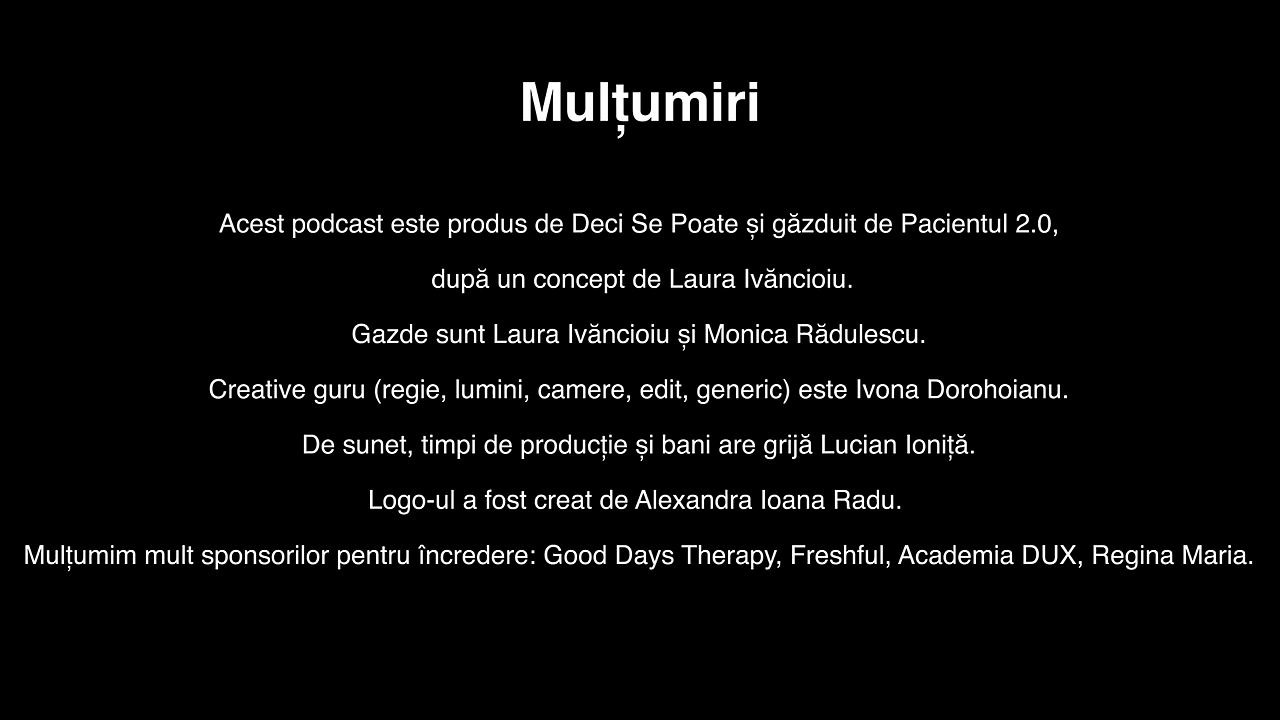 Mulțumiri
Acest podcast este produs de Deci Se Poate și găzduit de Pacientul 2.0,
după un concept de Laura Ivăncioiu.
Gazde sunt Laura Ivăncioiu și Monica Rădulescu.
Creative guru (regie, lumini, camere, edit, generic) este Ivona Dorohoianu.
De sunet, timpi de producție și bani are grijă Lucian Ioniță.
Logo-ul a fost creat de Alexandra Ioana Radu.
Mulțumim mult sponsorilor pentru încredere: Good Days Therapy, Freshful, Academia DUX, Regina Maria.